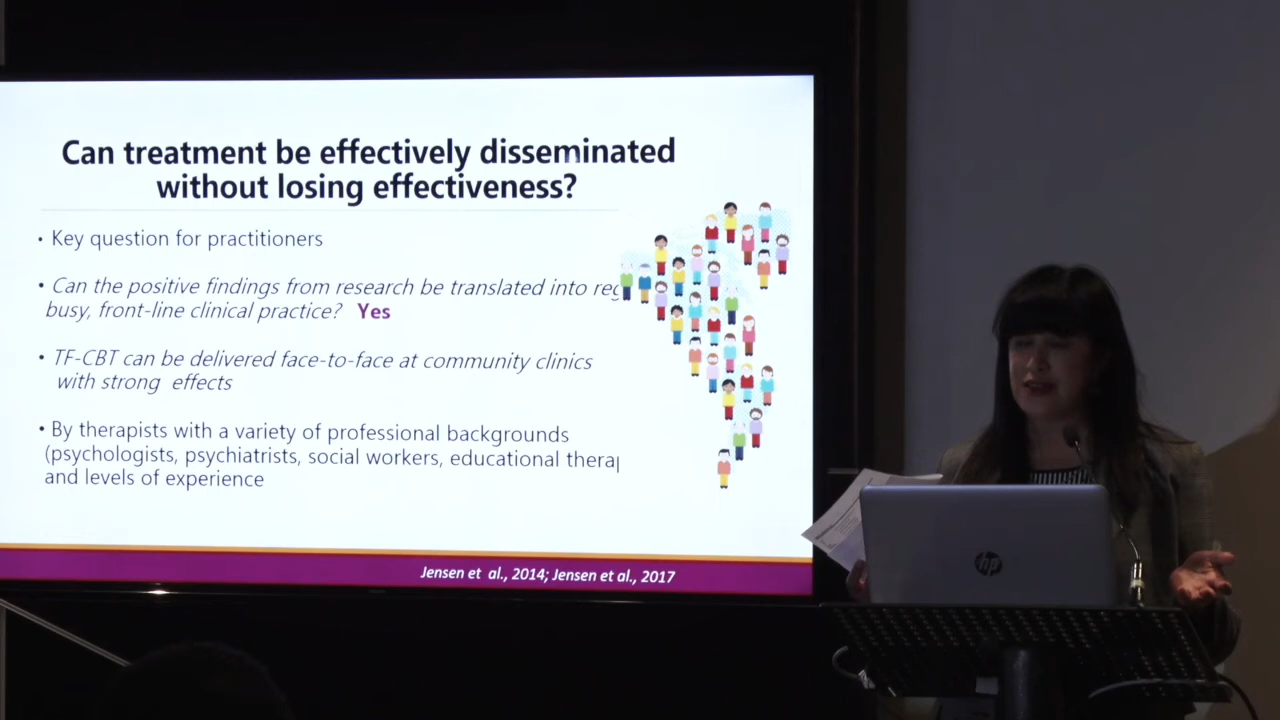 Can treatment be effectively disseminated
without losing effectiveness?
• Key question for practitioners
• Can the positive findings from research be translated into reg
busy, front-line clinical practice? Yes
• TF-CBT can be delivered face-to-face at community clinics
with strong effects
• By therapists with a variety of professional backgrounds
(psychologists, psychiatrists, social workers, educational thera
and levels of experience
Jensen et al., 2014; Jensen et al., 2017
hp